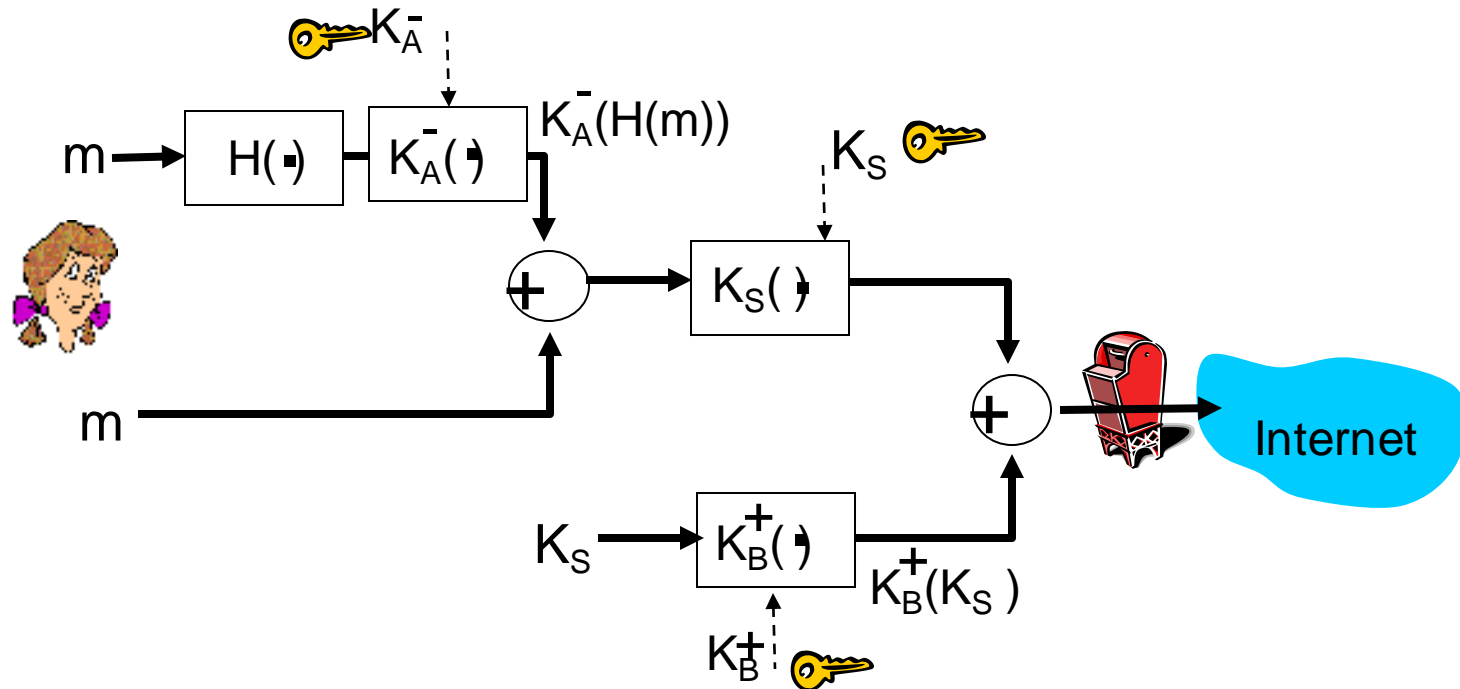 K_A^-
K_A^-(H(m))
m
H(·)
K_A^-(·)
K_S
+
K_S(·)
m
+
Internet
K_S
K_B^+(·)
K_B^+(K_S )
K_B^+